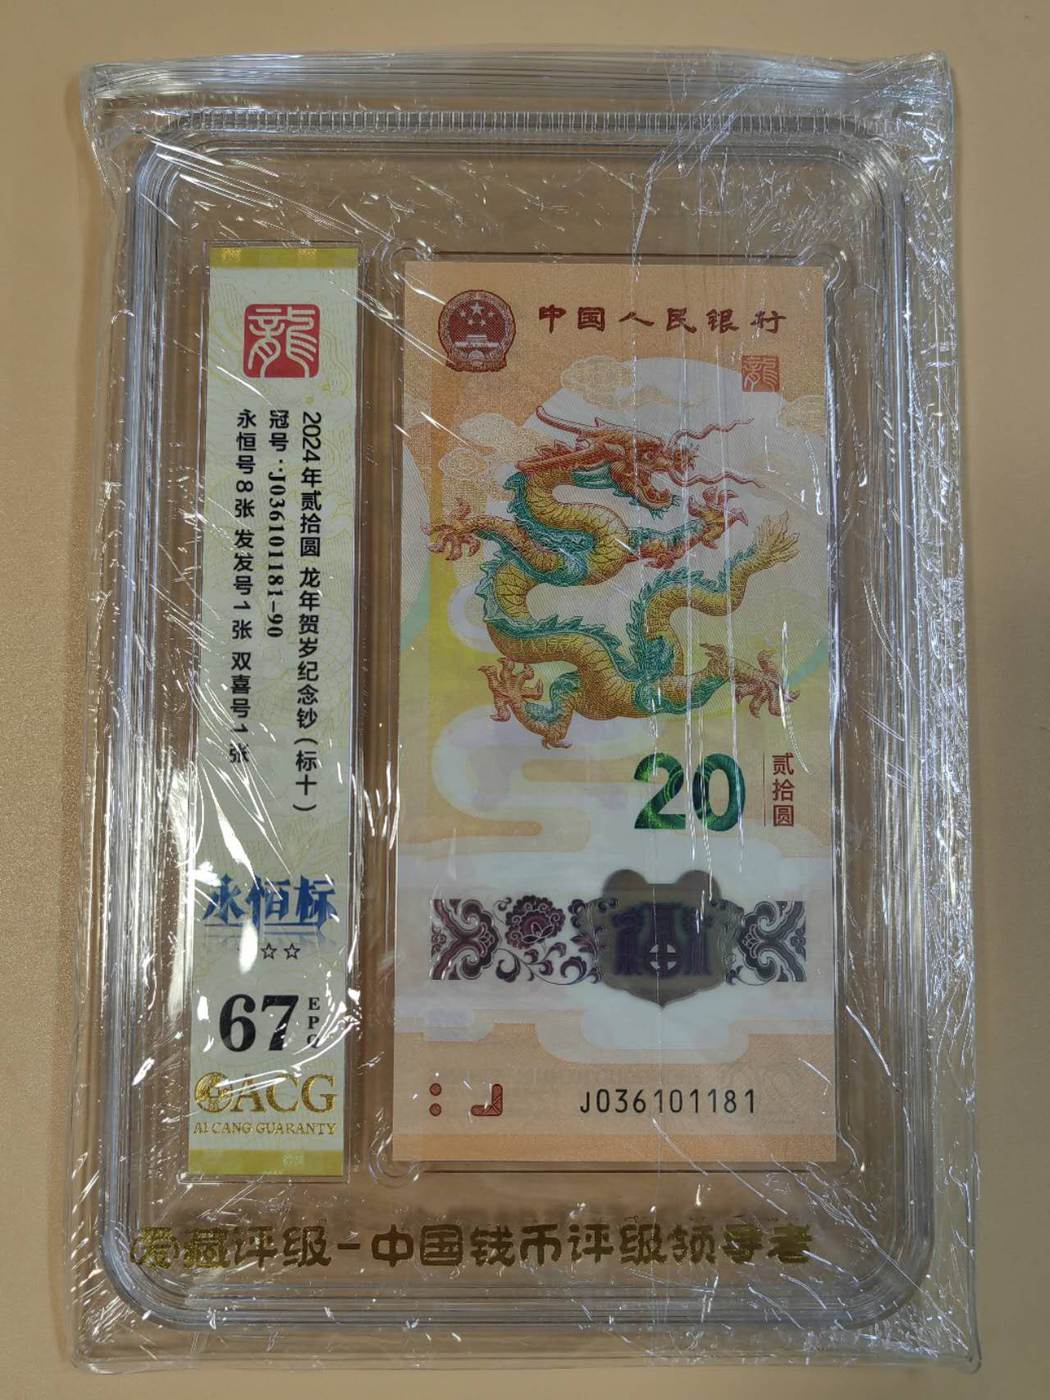 龍
2024年贰拾圆 龙年贺岁纪念钞(标十)
冠号:J036101181-90
永恒号8张 发发号1张 双喜号1张
永恒标
☆☆
67
EPQ
ACG
AI CANG GUARANTY
中国人民银行
龍
20
贰拾圆
福
J036101181
爱藏评级-中国钱币评级领导者